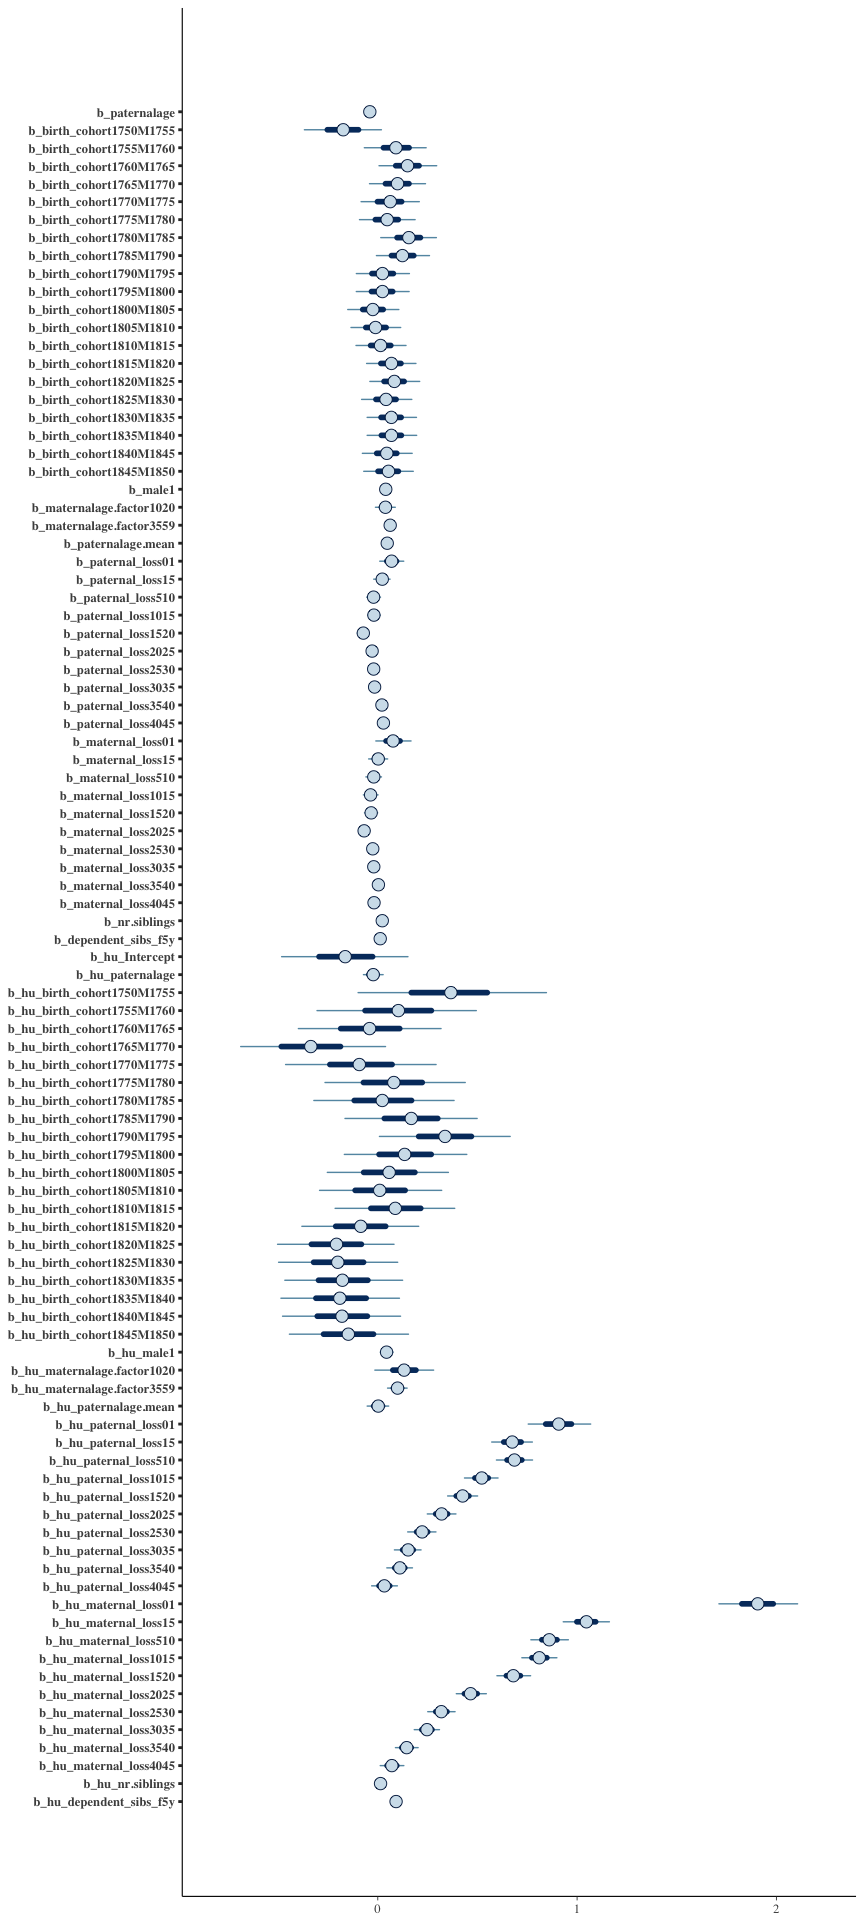 b_paternalage
b_birth_cohort1750M1755
b_birth_cohort1755M1760
b_birth_cohort1760M1765
b_birth_cohort1765M1770
b_birth_cohort1770M1775
b_birth_cohort1775M1780
b_birth_cohort1780M1785
b_birth_cohort1785M1790
b_birth_cohort1790M1795
b_birth_cohort1795M1800
b_birth_cohort1800M1805
b_birth_cohort1805M1810
b_birth_cohort1810M1815
b_birth_cohort1815M1820
b_birth_cohort1820M1825
b_birth_cohort1825M1830
b_birth_cohort1830M1835
b_birth_cohort1835M1840
b_birth_cohort1840M1845
b_birth_cohort1845M1850
b_male1
b_maternalage.factor1020
b_maternalage.factor3559
b_paternalage.mean
b_paternal_loss01
b_paternal_loss15
b_paternal_loss510
b_paternal_loss1015
b_paternal_loss1520
b_paternal_loss2025
b_paternal_loss2530
b_paternal_loss3035
b_paternal_loss3540
b_paternal_loss4045
b_maternal_loss01
b_maternal_loss15
b_maternal_loss510
b_maternal_loss1015
b_maternal_loss1520
b_maternal_loss2025
b_maternal_loss2530
b_maternal_loss3035
b_maternal_loss3540
b_maternal_loss4045
b_nr.siblings
b_dependent_sibs_f5y
b_hu_Intercept
b_hu_paternalage
b_hu_birth_cohort1750M1755
b_hu_birth_cohort1755M1760
b_hu_birth_cohort1760M1765
b_hu_birth_cohort1765M1770
b_hu_birth_cohort1770M1775
b_hu_birth_cohort1775M1780
b_hu_birth_cohort1780M1785
b_hu_birth_cohort1785M1790
b_hu_birth_cohort1790M1795
b_hu_birth_cohort1795M1800
b_hu_birth_cohort1800M1805
b_hu_birth_cohort1805M1810
b_hu_birth_cohort1810M1815
b_hu_birth_cohort1815M1820
b_hu_birth_cohort1820M1825
b_hu_birth_cohort1825M1830
b_hu_birth_cohort1830M1835
b_hu_birth_cohort1835M1840
b_hu_birth_cohort1840M1845
b_hu_birth_cohort1845M1850
b_hu_male1
b_hu_maternalage.factor1020
b_hu_maternalage.factor3559
b_hu_paternalage.mean
b_hu_paternal_loss01
b_hu_paternal_loss15
b_hu_paternal_loss510
b_hu_paternal_loss1015
b_hu_paternal_loss1520
b_hu_paternal_loss2025
b_hu_paternal_loss2530
b_hu_paternal_loss3035
b_hu_paternal_loss3540
b_hu_paternal_loss4045
b_hu_maternal_loss01
b_hu_maternal_loss15
b_hu_maternal_loss510
b_hu_maternal_loss1015
b_hu_maternal_loss1520
b_hu_maternal_loss2025
b_hu_maternal_loss2530
b_hu_maternal_loss3035
b_hu_maternal_loss3540
b_hu_maternal_loss4045
b_hu_nr.siblings
b_hu_dependent_sibs_f5y
0 1 2